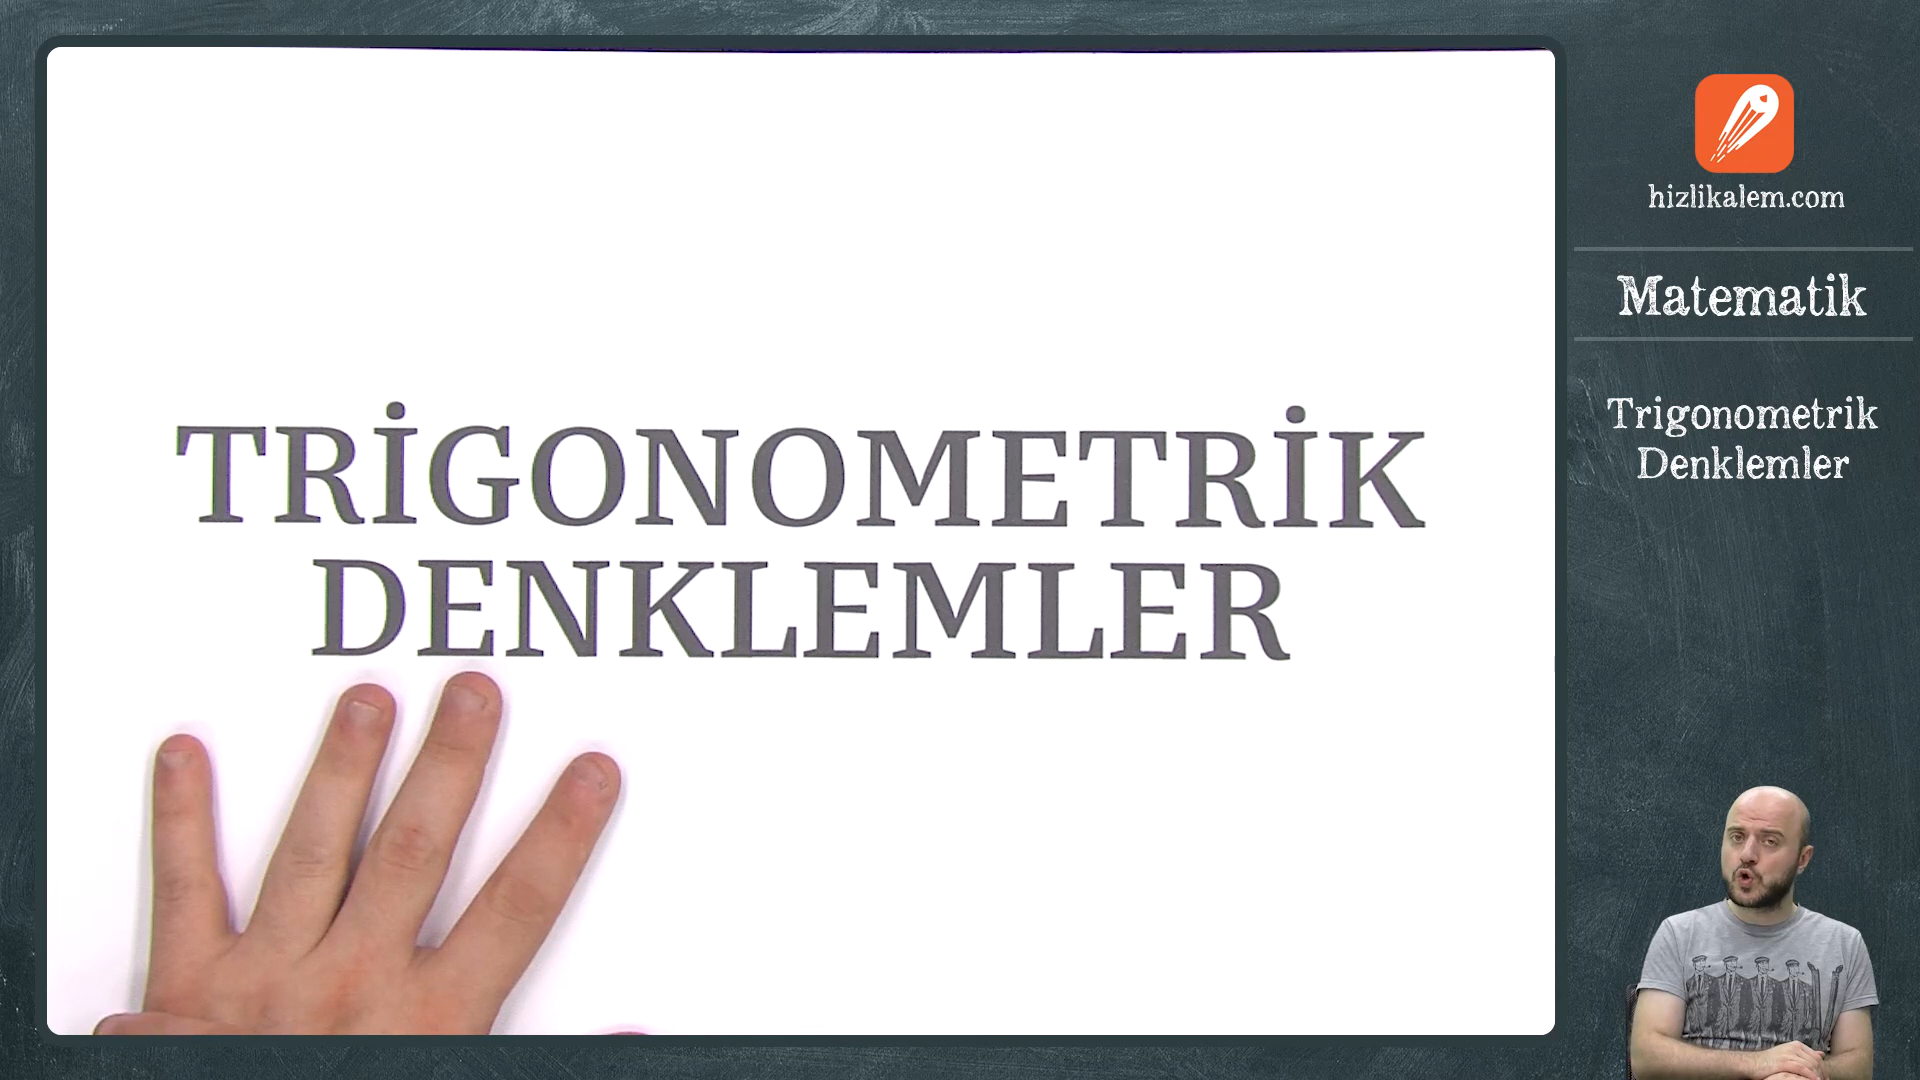 TRİGONOMETRİK
DENKLEMLER
hizlikalem.com
Matematik
Trigonometrik
Denklemler